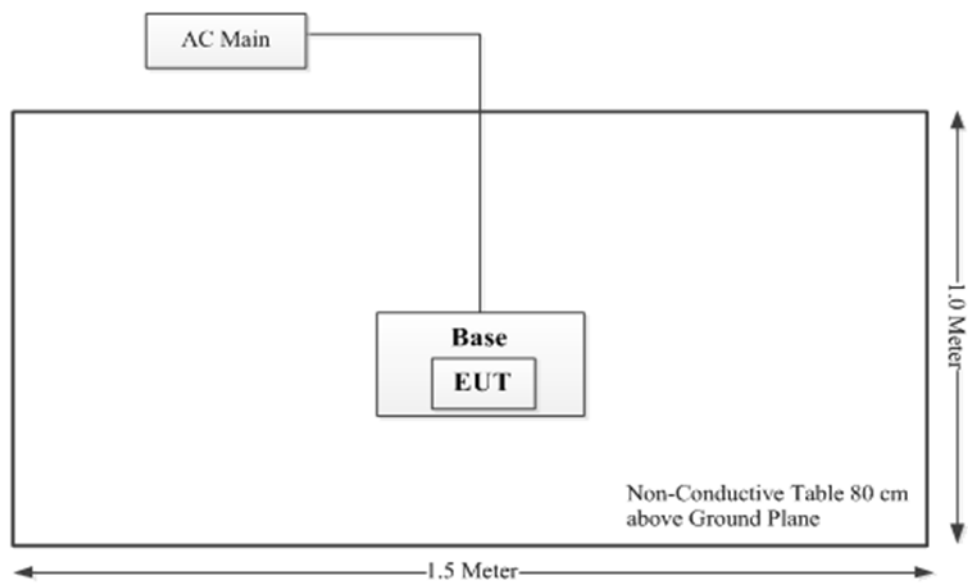 AC Main
Base
EUT
1.0 Meter
Non-Conductive Table 80 cm
above Ground Plane
1.5 Meter